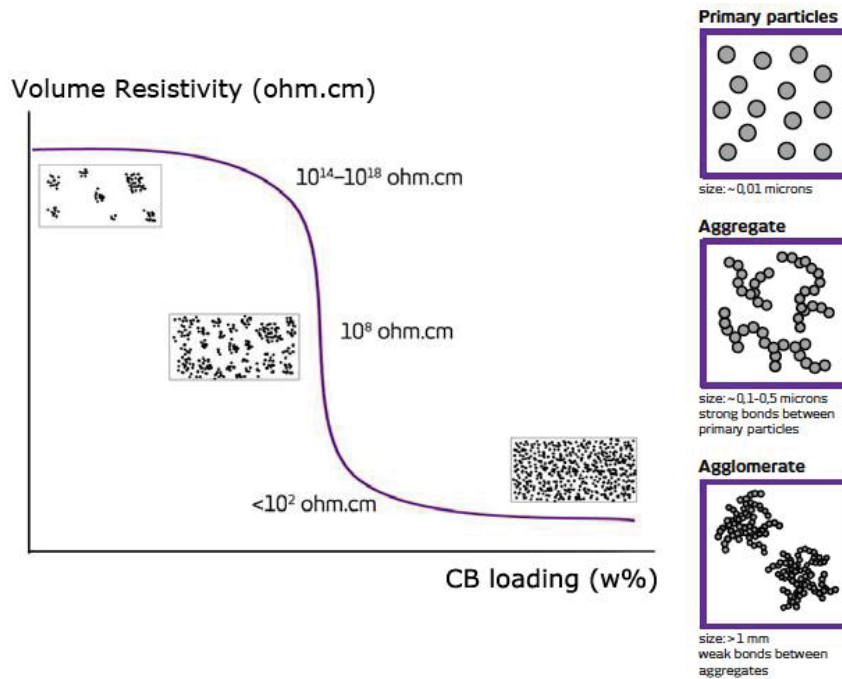 Volume Resistivity (ohm.cm)
10¹⁴–10¹⁸ ohm.cm
10⁸ ohm.cm
<10² ohm.cm
CB loading (w%)
Primary particles
size: ~0,01 microns
Aggregate
size: ~0,1-0,5 microns
strong bonds between
primary particles
Agglomerate
size: >1 mm
weak bonds between
aggregates